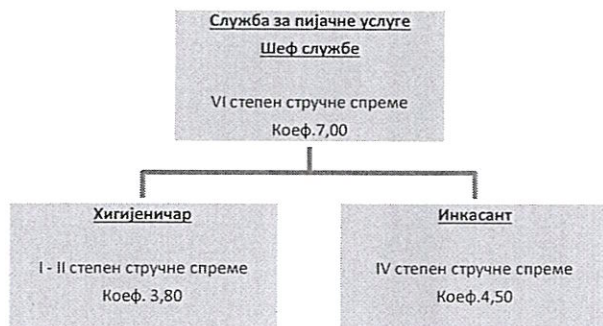 Служба за пијачне услуге
Шеф службе
VI степен стручне спреме
Коеф.7,00
Хигијеничар
I - II степен стручне спреме
Коеф. 3,80
Инкасант
IV степен стручне спреме
Коеф.4,50